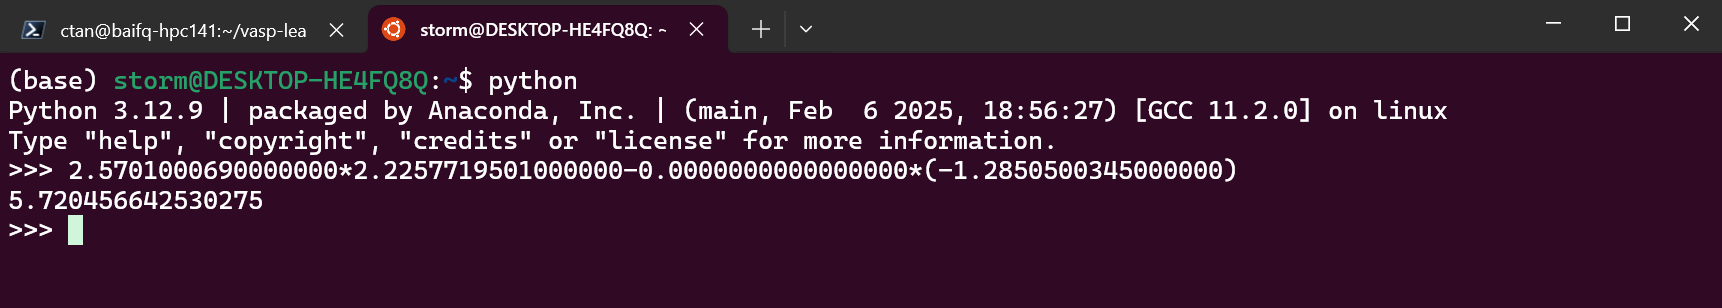 ctan@baifq-hpc141:~/vasp-lea
storm@DESKTOP-HE4FQ8Q: ~
(base) storm@DESKTOP-HE4FQ8Q:~$ python
Python 3.12.9 | packaged by Anaconda, Inc. | (main, Feb  6 2025, 18:56:27) [GCC 11.2.0] on linux
Type "help", "copyright", "credits" or "license" for more information.
>>> 2.5701000690000000*2.2257719501000000-0.0000000000000000*(-1.2850500345000000)
5.720456642530275
>>>